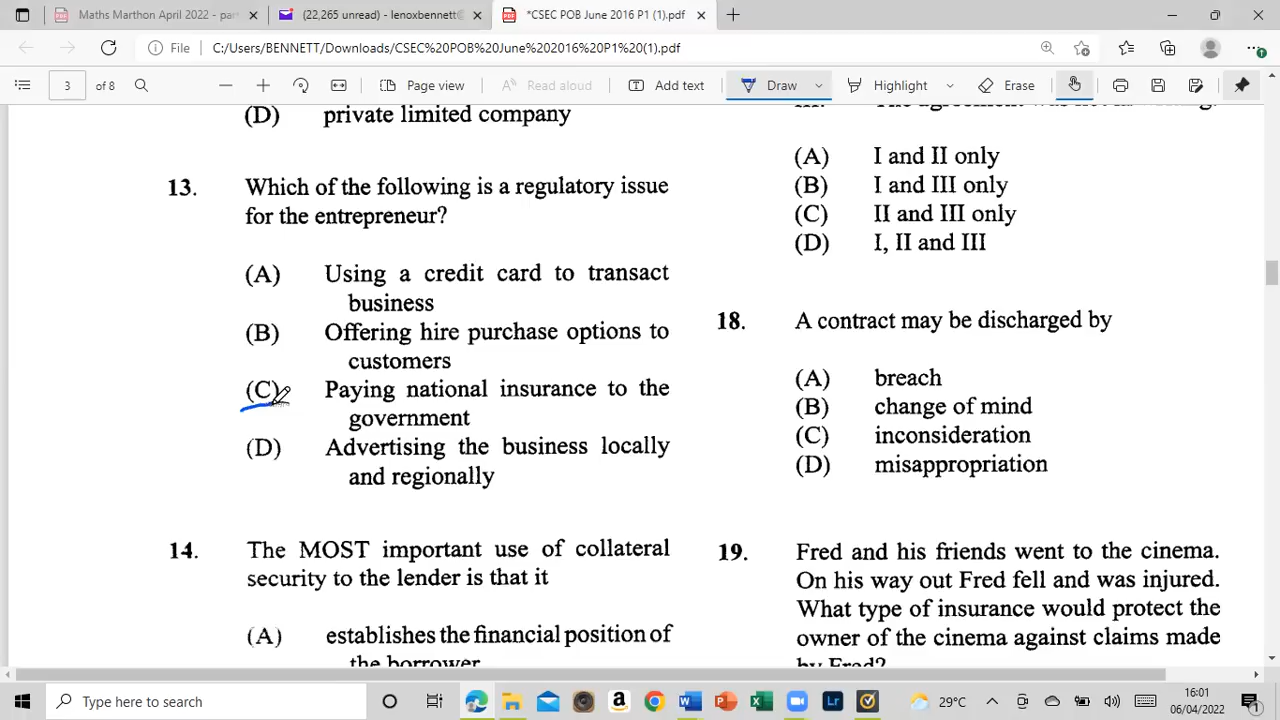 Maths Marthon April 2022 - par
(22,265 unread) - lenoxbennett@
*CSEC POB June 2016 P1 (1).pdf
File
C:/Users/BENNETT/Downloads/CSEC%20POB%20June%202016%20P1%20(1).pdf
3 of 8
Page view
Read aloud
Add text
Draw
Highlight
Erase
(D) private limited company
13. Which of the following is a regulatory issue
for the entrepreneur?
(A) Using a credit card to transact
business
(B) Offering hire purchase options to
customers
(C) Paying national insurance to the
government
(D) Advertising the business locally
and regionally
14. The MOST important use of collateral
security to the lender is that it
(A) establishes the financial position of
the borrower
(A) I and II only
(B) I and III only
(C) II and III only
(D) I, II and III
18. A contract may be discharged by
(A) breach
(B) change of mind
(C) inconsideration
(D) misappropriation
19. Fred and his friends went to the cinema.
On his way out Fred fell and was injured.
What type of insurance would protect the
owner of the cinema against claims made
by Fred?
Type here to search
29°C
16:01
06/04/2022